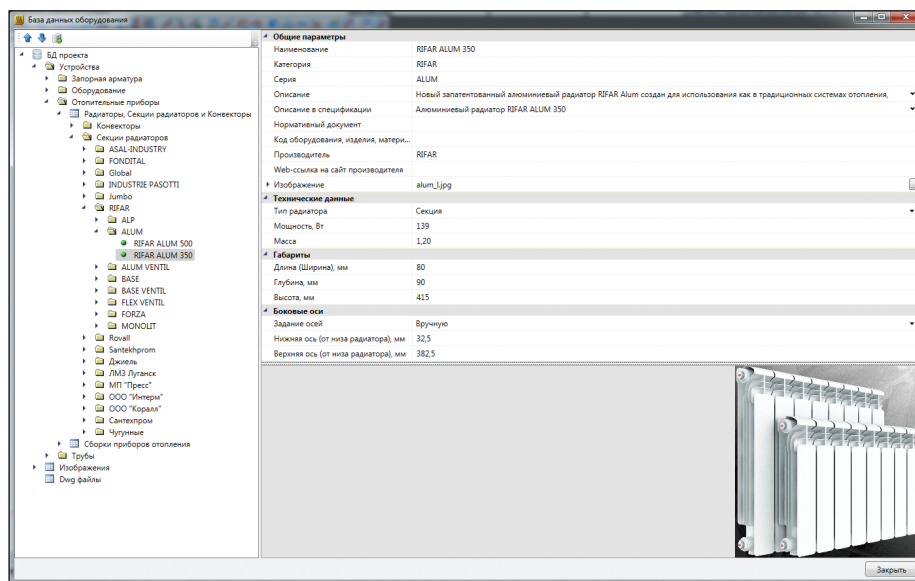 База данных оборудования
БД проекта
Устройства
Запорная арматура
Оборудование
Отопительные приборы
Радиаторы, Секции радиаторов и Конвекторы
Конвекторы
Секции радиаторов
ASAL-INDUSTRY
FONDITAL
Global
INDUSTRIE PASOTTI
Jumbo
RIFAR
ALP
ALUM
RIFAR ALUM 500
RIFAR ALUM 350
ALUM VENTIL
BASE
BASE VENTIL
FLEX VENTIL
FORZA
MONOLIT
Rovall
Santekhprom
Джиель
ЛМЗ Луганск
МП "Пресс"
ООО "Интерм"
ООО "Коралл"
Сантехпром
Чугунные
Сборки приборов отопления
Трубы
Изображения
Dwg файлы
Общие параметры
Наименование RIFAR ALUM 350
Категория RIFAR
Серия ALUM
Описание Новый запатентованный алюминиевый радиатор RIFAR Alum создан для использования как в традиционных системах отопления,
Описание в спецификации Алюминиевый радиатор RIFAR ALUM 350
Нормативный документ
Код оборудования, изделия, матери...
Производитель RIFAR
Web-ссылка на сайт производителя
Изображение alum_l.jpg
Технические данные
Тип радиатора Секция
Мощность, Вт 139
Масса 1,20
Габариты
Длина (Ширина), мм 80
Глубина, мм 90
Высота, мм 415
Боковые оси
Задание осей Вручную
Нижняя ось (от низа радиатора), мм 32,5
Верхняя ось (от низа радиатора), мм 382,5
Закрыть